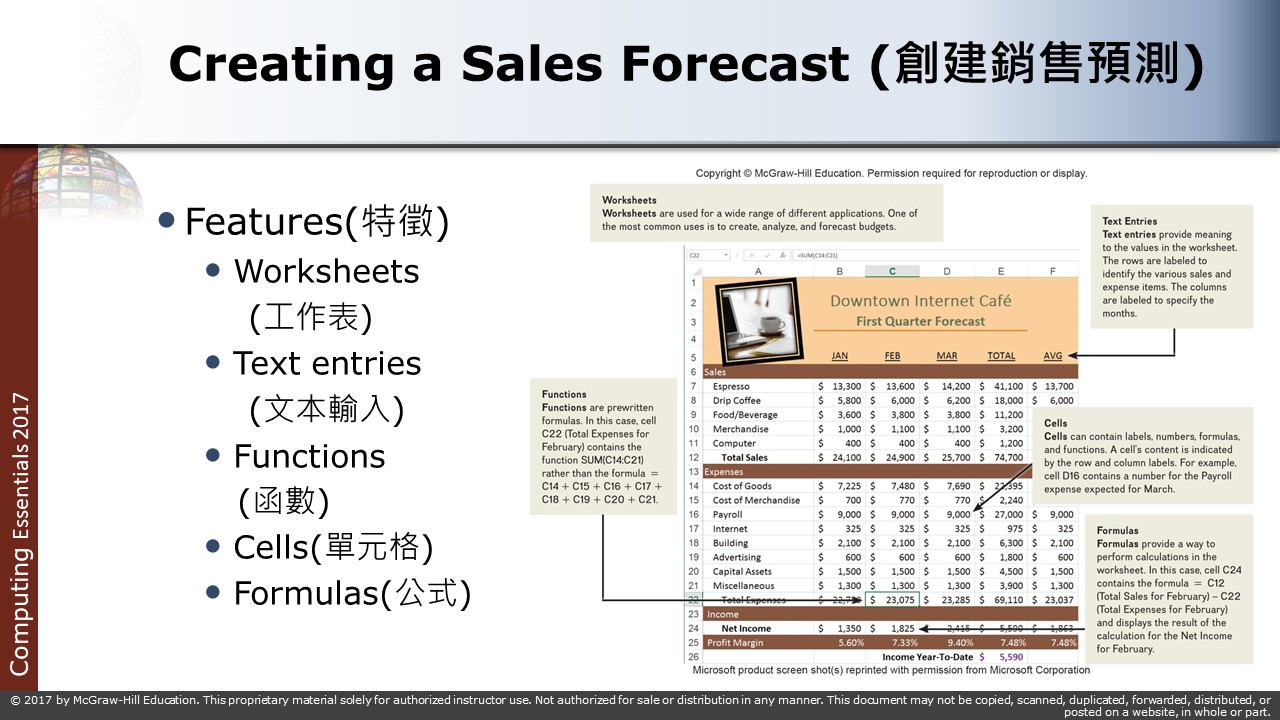 Creating a Sales Forecast (創建銷售預測)
Copyright © McGraw-Hill Education. Permission required for reproduction or display.
• Features(特徵)
• Worksheets
(工作表)
• Text entries
(文本輸入)
• Functions
(函數)
• Cells(單元格)
• Formulas(公式)
Worksheets
Worksheets are used for a wide range of different applications. One of
the most common uses is to create, analyze, and forecast budgets.
Text Entries
Text entries provide meaning
to the values in the worksheet.
The rows are labeled to
identify the various sales and
expense items. The columns
are labeled to specify the
months.
Functions
Functions are prewritten
formulas. In this case, cell
C22 (Total Expenses for
February) contains the
function SUM(C14:C21)
rather than the formula =
C14 + C15 + C16 + C17 +
C18 + C19 + C20 + C21.
C22 fx =SUM(C14:C21)
A B C D E F
1
2 Downtown Internet Café
3 First Quarter Forecast
4
5 JAN FEB MAR TOTAL AVG
6 Sales
7 Espresso $ 13,300 $ 13,600 $ 14,200 $ 41,100 $ 13,700
8 Drip Coffee $ 5,800 $ 6,000 $ 6,200 $ 18,000 $ 6,000
9 Food/Beverage $ 3,600 $ 3,800 $ 3,800 $ 11,200
10 Merchandise $ 1,000 $ 1,100 $ 1,100 $ 3,200
11 Computer $ 400 $ 400 $ 400 $ 1,200
12 Total Sales $ 24,100 $ 24,900 $ 25,700 $ 74,700
13 Expenses
14 Cost of Goods $ 7,225 $ 7,480 $ 7,690 $ 22,395
15 Cost of Merchandise $ 700 $ 770 $ 770 $ 2,240
16 Payroll $ 9,000 $ 9,000 $ 9,000 $ 27,000 $ 9,000
17 Internet $ 325 $ 325 $ 325 $ 975 $ 325
18 Building $ 2,100 $ 2,100 $ 2,100 $ 6,300 $ 2,100
19 Advertising $ 600 $ 600 $ 600 $ 1,800 $ 600
20 Capital Assets $ 1,500 $ 1,500 $ 1,500 $ 4,500 $ 1,500
21 Miscellaneous $ 1,300 $ 1,300 $ 1,300 $ 3,900 $ 1,300
22 Total Expenses $ $ 23,075 $ 23,285 $ 69,110 $ 23,037
23 Income
24 Net Income $ 1,350 $ 1,825 $ 2,415 $ 5,590 $ 1,863
25 Profit Margin 5.60% 7.33% 9.40% 7.48% 7.48%
26 Income Year-To-Date $ 5,590
Cells
Cells can contain labels, numbers, formulas,
and functions. A cell's content is indicated
by the row and column labels. For example,
cell D16 contains a number for the Payroll
expense expected for March.
Formulas
Formulas provide a way to
perform calculations in the
worksheet. In this case, cell C24
contains the formula = C12
(Total Sales for February) – C22
(Total Expenses for February)
and displays the result of the
calculation for the Net Income
for February.
Microsoft product screen shot(s) reprinted with permission from Microsoft Corporation
Computing Essentials 2017
© 2017 by McGraw-Hill Education. This proprietary material solely for authorized instructor use. Not authorized for sale or distribution in any manner. This document may not be copied, scanned, duplicated, forwarded, distributed, or
posted on a website, in whole or part.